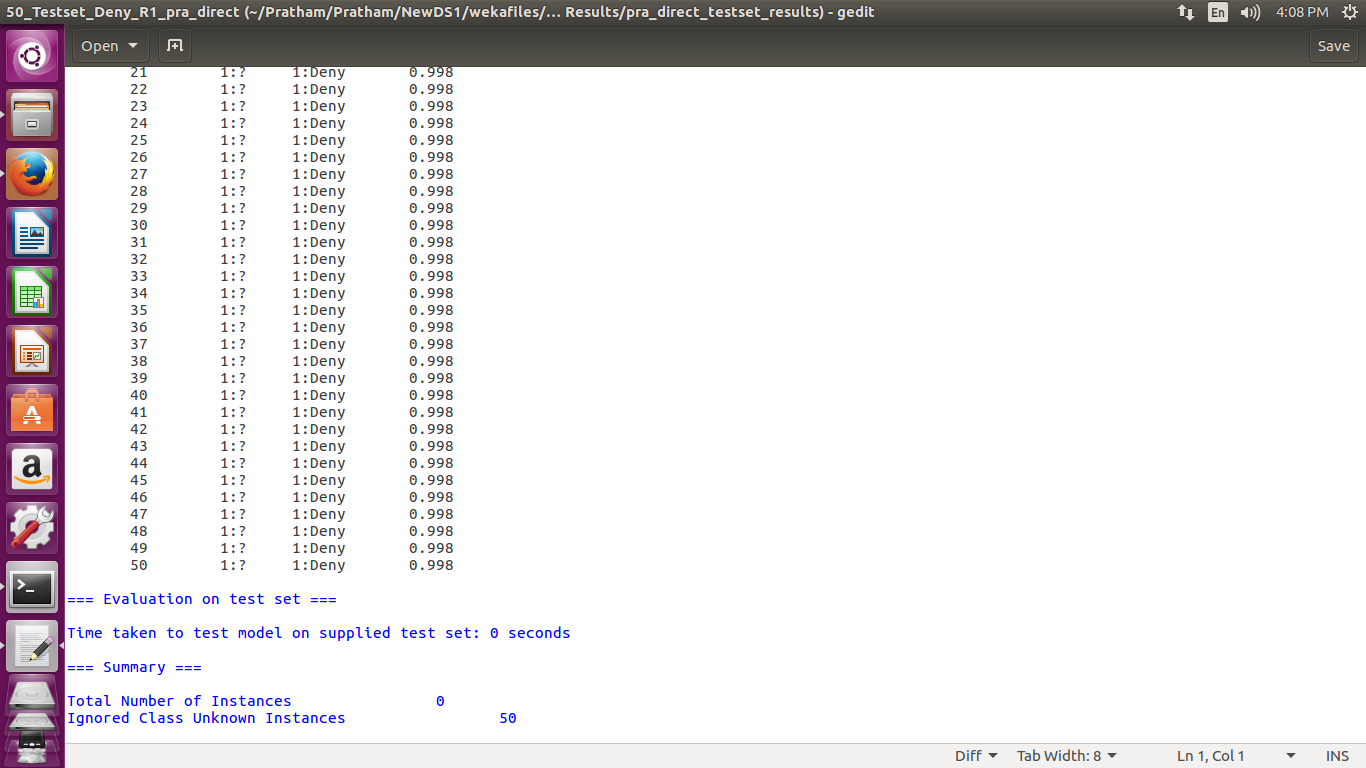 50_Testset_Deny_R1_pra_direct (~/Pratham/Pratham/NewDS1/wekafiles/... Results/pra_direct_testset_results) - gedit
En
4:08 PM
Open
Save
21 1:? 1:Deny 0.998
22 1:? 1:Deny 0.998
23 1:? 1:Deny 0.998
24 1:? 1:Deny 0.998
25 1:? 1:Deny 0.998
26 1:? 1:Deny 0.998
27 1:? 1:Deny 0.998
28 1:? 1:Deny 0.998
29 1:? 1:Deny 0.998
30 1:? 1:Deny 0.998
31 1:? 1:Deny 0.998
32 1:? 1:Deny 0.998
33 1:? 1:Deny 0.998
34 1:? 1:Deny 0.998
35 1:? 1:Deny 0.998
36 1:? 1:Deny 0.998
37 1:? 1:Deny 0.998
38 1:? 1:Deny 0.998
39 1:? 1:Deny 0.998
40 1:? 1:Deny 0.998
41 1:? 1:Deny 0.998
42 1:? 1:Deny 0.998
43 1:? 1:Deny 0.998
44 1:? 1:Deny 0.998
45 1:? 1:Deny 0.998
46 1:? 1:Deny 0.998
47 1:? 1:Deny 0.998
48 1:? 1:Deny 0.998
49 1:? 1:Deny 0.998
50 1:? 1:Deny 0.998
=== Evaluation on test set ===
Time taken to test model on supplied test set: 0 seconds
=== Summary ===
Total Number of Instances 0
Ignored Class Unknown Instances 50
Diff Tab Width: 8 Ln 1, Col 1 INS